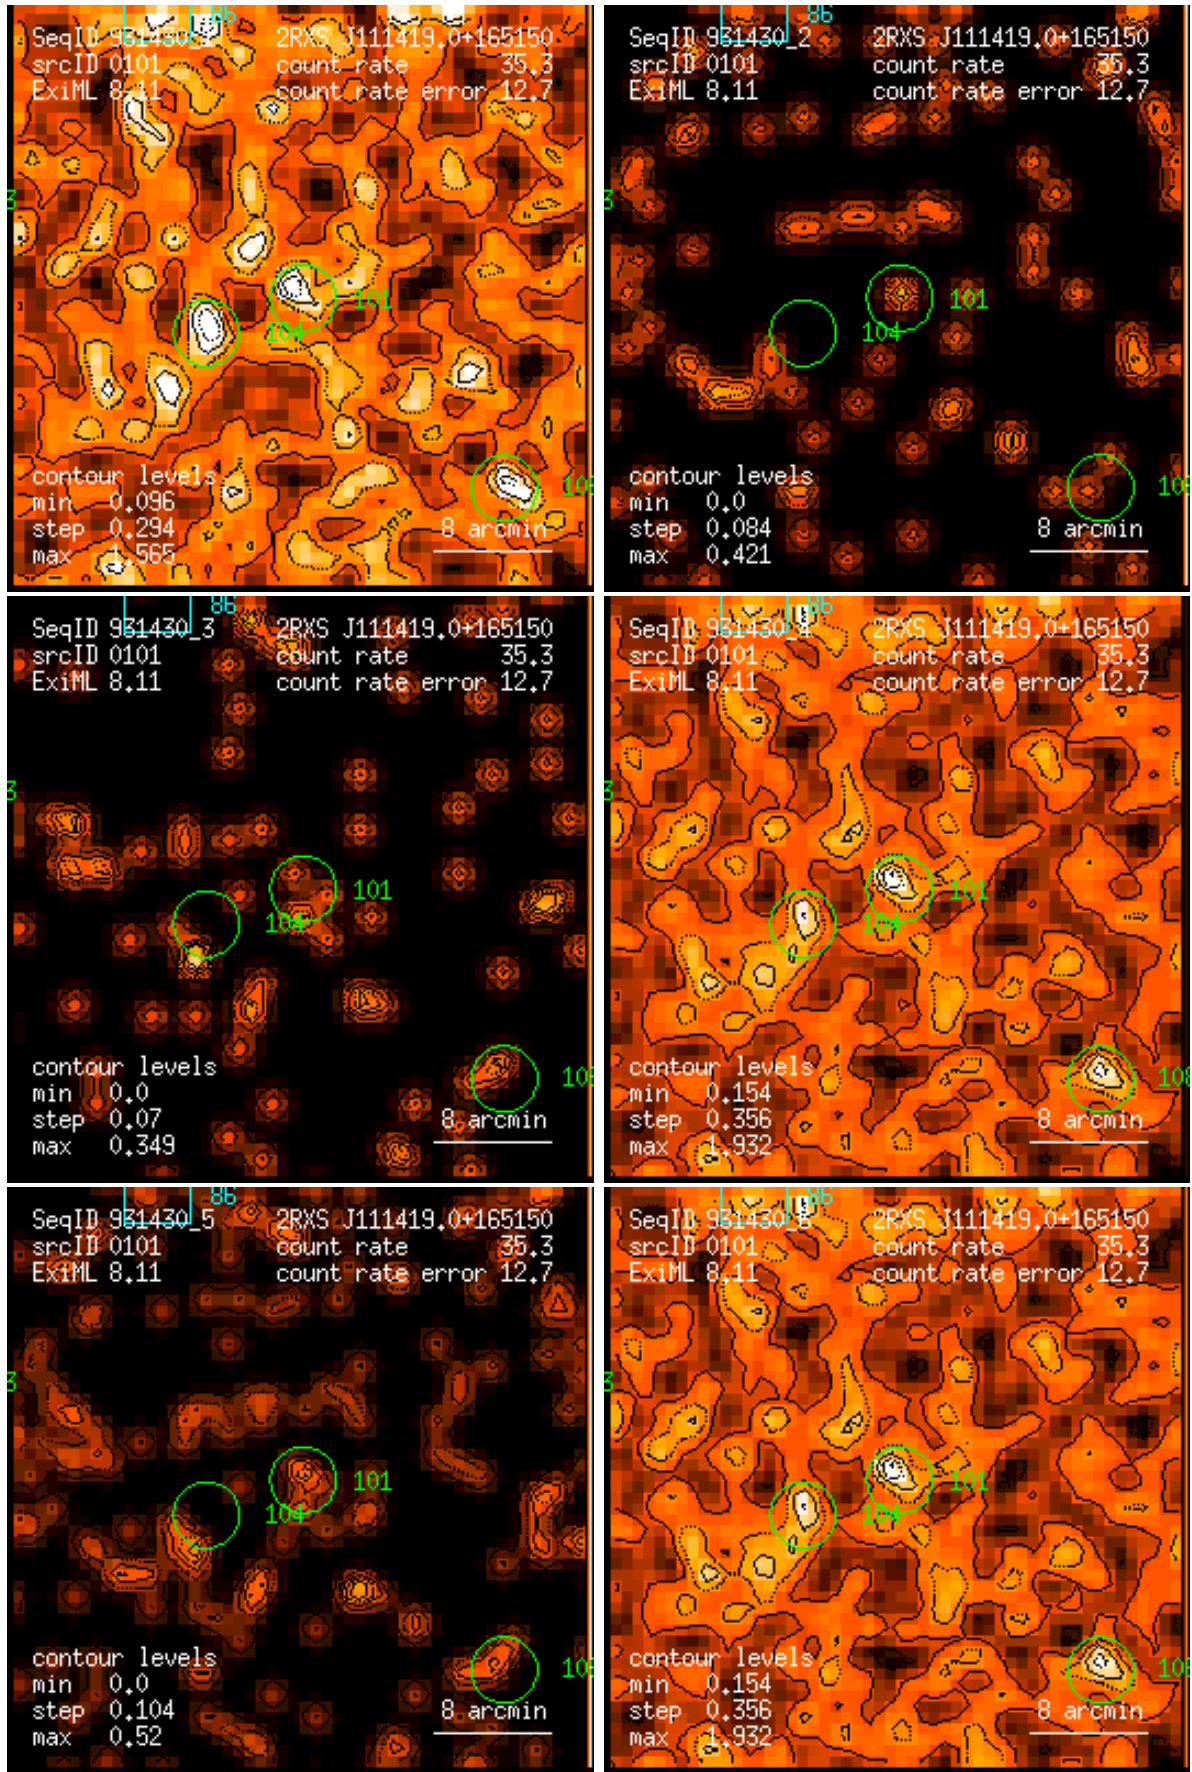 86
SeqID 931430_1 2RXS J111419.0+165150
srcID 0101 count rate 35.3
ExiML 8.11 count rate error 12.7
3
101
104
contour levels
min 0.096
108
step 0.294 8 arcmin
max 1.565
86
SeqID 931430_2 2RXS J111419.0+165150
srcID 0101 count rate 35.3
ExiML 8.11 count rate error 12.7
3
101
104
contour levels
min 0.0
108
step 0.084 8 arcmin
max 0.421
86
SeqID 931430_3 2RXS J111419.0+165150
srcID 0101 count rate 35.3
ExiML 8.11 count rate error 12.7
3
101
104
contour levels
min 0.0
108
step 0.07 8 arcmin
max 0.349
86
SeqID 931430_4 2RXS J111419.0+165150
srcID 0101 count rate 35.3
ExiML 8.11 count rate error 12.7
3
101
104
contour levels
min 0.154
108
step 0.356 8 arcmin
max 1.932
86
SeqID 931430_5 2RXS J111419.0+165150
srcID 0101 count rate 35.3
ExiML 8.11 count rate error 12.7
3
101
104
contour levels
min 0.0
108
step 0.104 8 arcmin
max 0.52
86
SeqID 931430_6 2RXS J111419.0+165150
srcID 0101 count rate 35.3
ExiML 8.11 count rate error 12.7
3
101
104
contour levels
min 0.154
108
step 0.356 8 arcmin
max 1.932